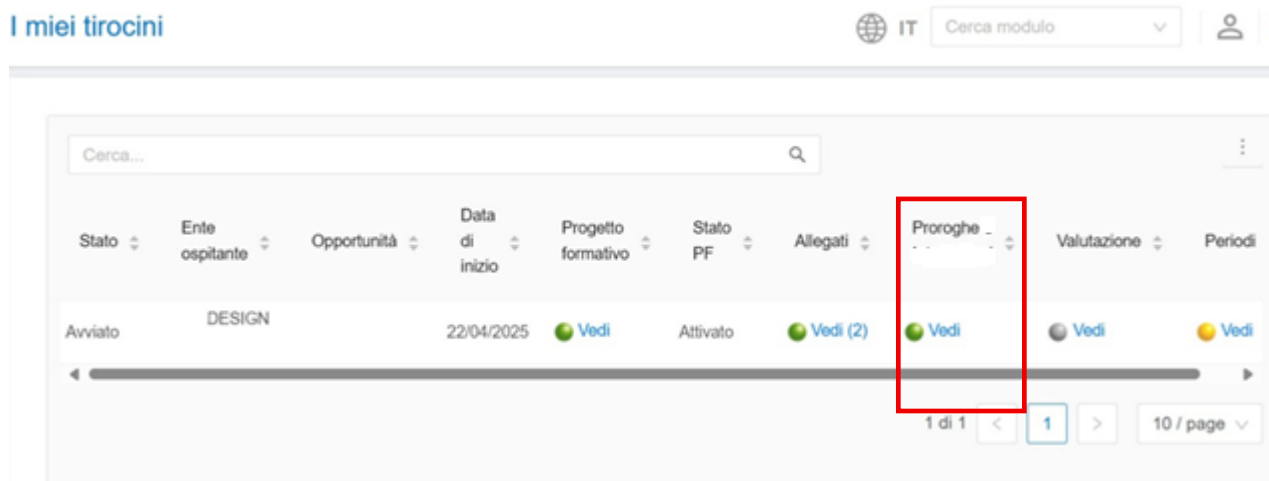 I miei tirocini
IT
Cerca modulo
Cerca...
Stato
Ente
ospitante
Opportunità
Data
di
inizio
Progetto
formativo
Stato
PF
Allegati
Proroghe
Valutazione
Periodi
Avviato
DESIGN
22/04/2025
Vedi
Attivato
Vedi (2)
Vedi
Vedi
Vedi
1 di 1
1
10 / page